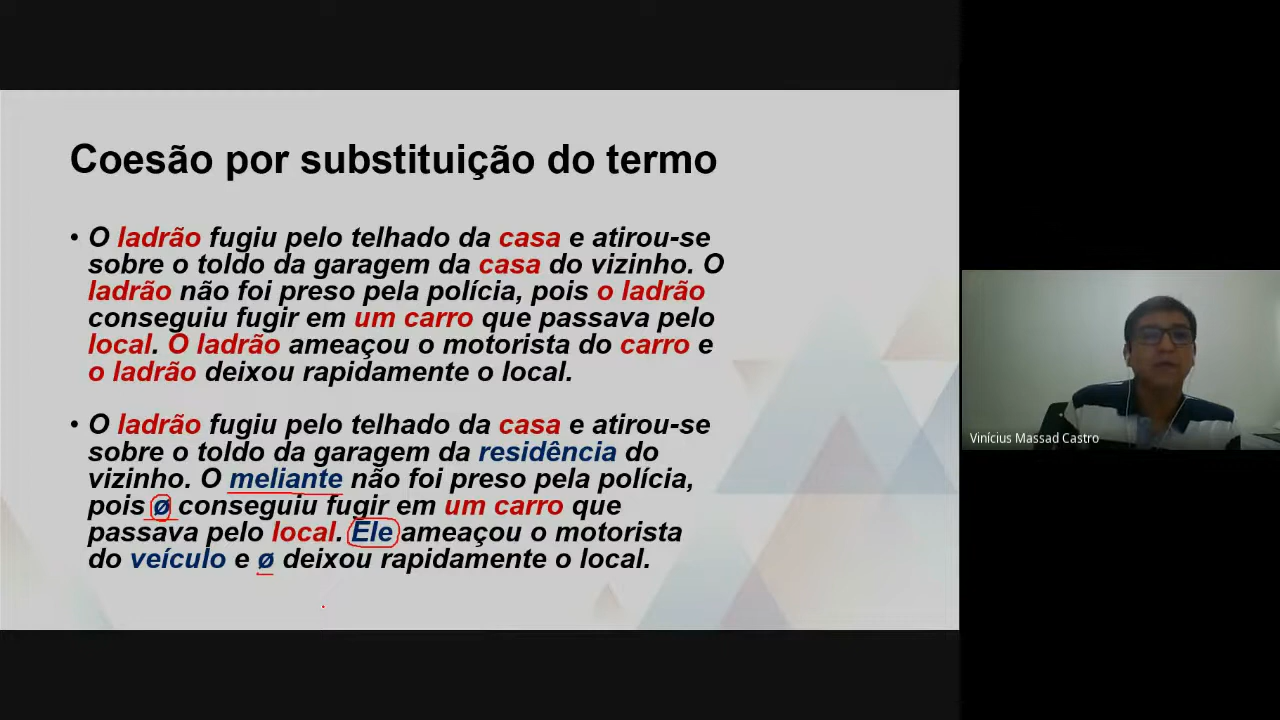 Coesão por substituição do termo
• O ladrão fugiu pelo telhado da casa e atirou-se
sobre o toldo da garagem da casa do vizinho. O
ladrão não foi preso pela polícia, pois o ladrão
conseguiu fugir em um carro que passava pelo
local. O ladrão ameaçou o motorista do carro e
o ladrão deixou rapidamente o local.
• O ladrão fugiu pelo telhado da casa e atirou-se
sobre o toldo da garagem da residência do
vizinho. O meliante não foi preso pela polícia,
pois ø conseguiu fugir em um carro que
passava pelo local. Ele ameaçou o motorista
do veículo e ø deixou rapidamente o local.
Vinícius Massad Castro